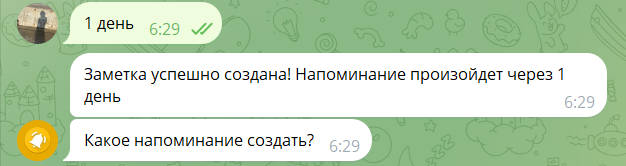 1 день 6:29
Заметка успешно создана! Напоминание произойдет через 1
день
6:29
Какое напоминание создать? 6:29